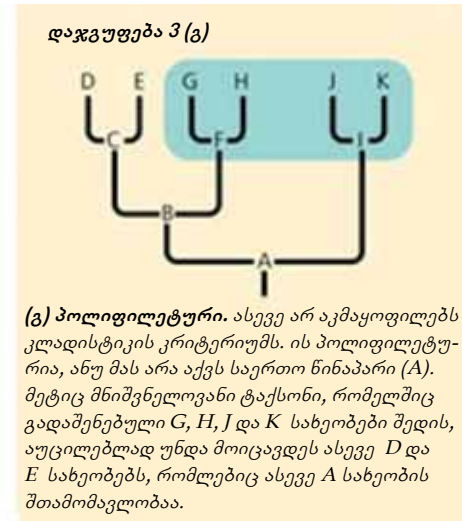 დაჯგუფება 3 (გ)
D E G H J K
C F I
B
A
(გ) პოლიფილეტური. ასევე არ აკმაყოფილებს
კლადისტიკის კრიტერიუმს. ის პოლიფილეტუ-
რია, ანუ მას არა აქვს საერთო წინაპარი (A).
მეტიც მნიშვნელოვანი ტაქსონი, რომელშიც
გადაშენებული G, H, J და K სახეობები შედის,
აუცილებლად უნდა მოიცავდეს ასევე D და
E სახეობებს, რომლებიც ასევე A სახეობის
შთამომავლობაა.